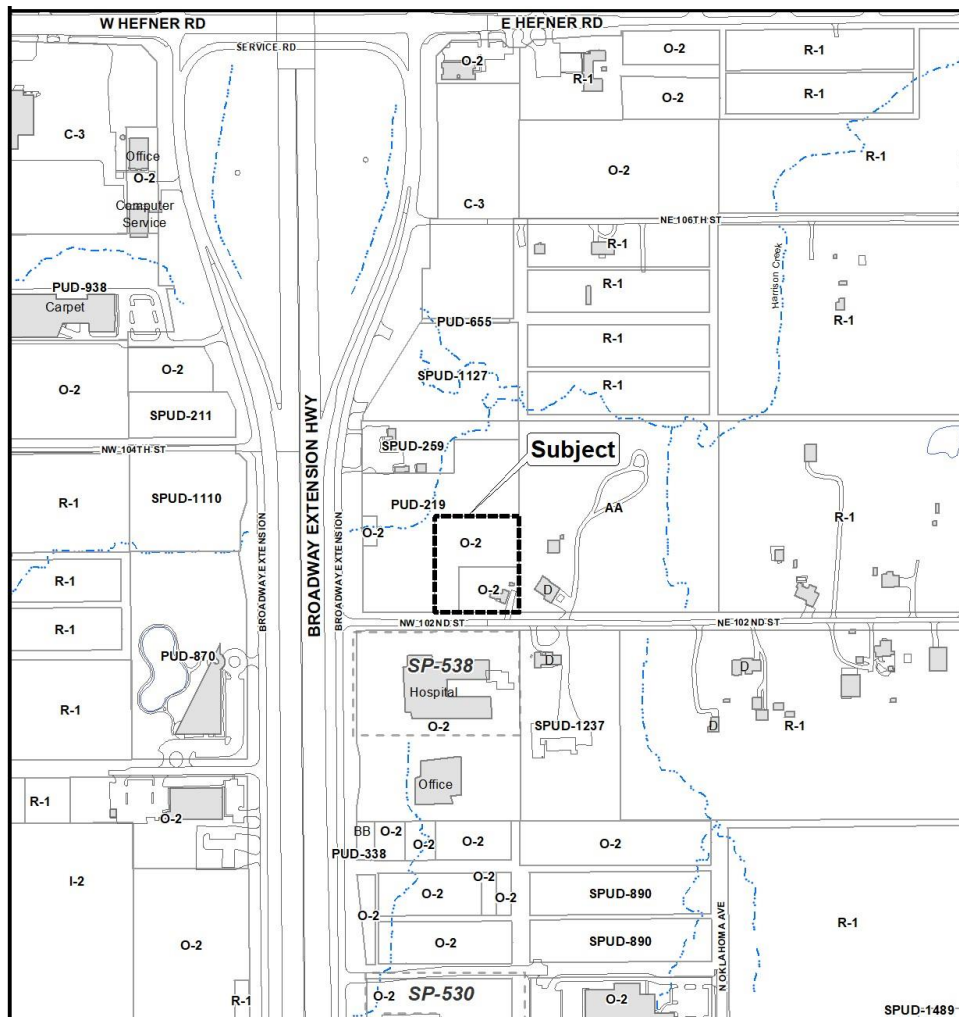 W HEFNER RD
E HEFNER RD
SERVICE RD
O-2
R-1
O-2
R-1
O-2
R-1
C-3
Office
O-2
O-2
R-1
Computer
Service
C-3
NE 106TH ST
R-1
Harrison Creek
PUD-938
Carpet
R-1
R-1
PUD-655
R-1
O-2
O-2
SPUD-1127
R-1
SPUD-211
NW 104TH ST
SPUD-259
Subject
R-1
SPUD-1110
PUD-219
AA
R-1
O-2
O-2
BROADWAY EXTENSION
BROADWAY EXTENSION HWY
BROADWAY EXTENSION
R-1
O-2
D
R-1
NW 102ND ST
NE 102ND ST
PUD-870
SP-538
Hospital
D
D
R-1
O-2
SPUD-1237
D
R-1
Office
R-1
O-2
BB
O-2
O-2
O-2
O-2
PUD-338
I-2
O-2
O-2
O-2
SPUD-890
O-2
N OKLAHOMA AVE
R-1
O-2
O-2
SPUD-890
R-1
O-2
SP-530
O-2
SPUD-1489